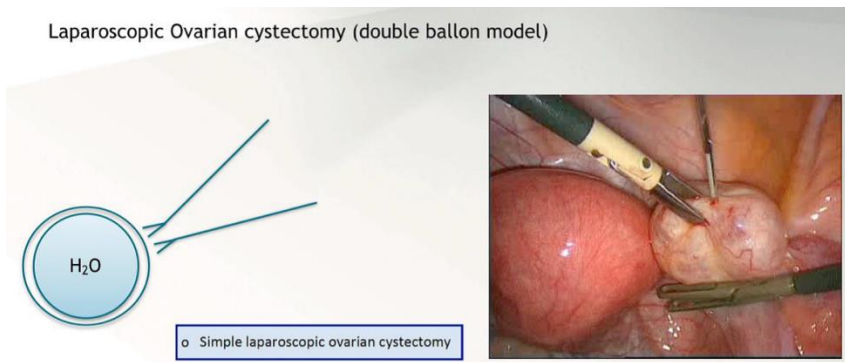 Laparoscopic Ovarian cystectomy (double ballon model)
H₂O
o Simple laparoscopic ovarian cystectomy